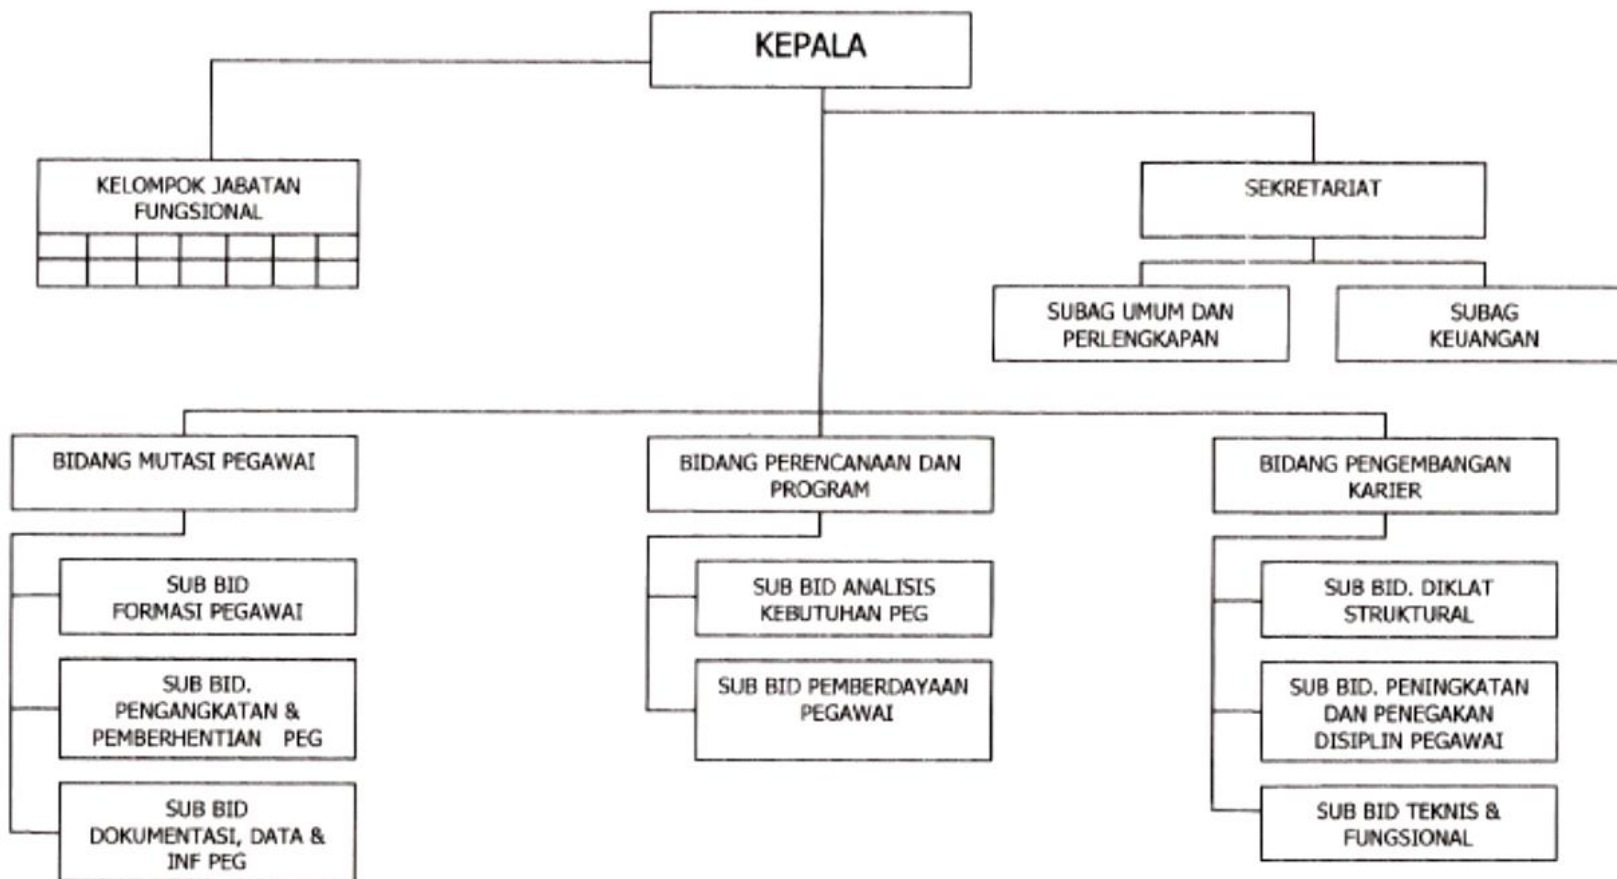 KEPALA
KELOMPOK JABATAN
FUNGSIONAL
SEKRETARIAT
SUBAG UMUM DAN
PERLENGKAPAN
SUBAG
KEUANGAN
BIDANG MUTASI PEGAWAI
BIDANG PERENCANAAN DAN
PROGRAM
BIDANG PENGEMBANGAN
KARIER
SUB BID
FORMASI PEGAWAI
SUB BID.
PENGANGKATAN &
PEMBERHENTIAN PEG
SUB BID
DOKUMENTASI, DATA &
INF PEG
SUB BID ANALISIS
KEBUTUHAN PEG
SUB BID PEMBERDAYAAN
PEGAWAI
SUB BID. DIKLAT
STRUKTURAL
SUB BID. PENINGKATAN
DAN PENEGAKAN
DISIPLIN PEGAWAI
SUB BID TEKNIS &
FUNGSIONAL